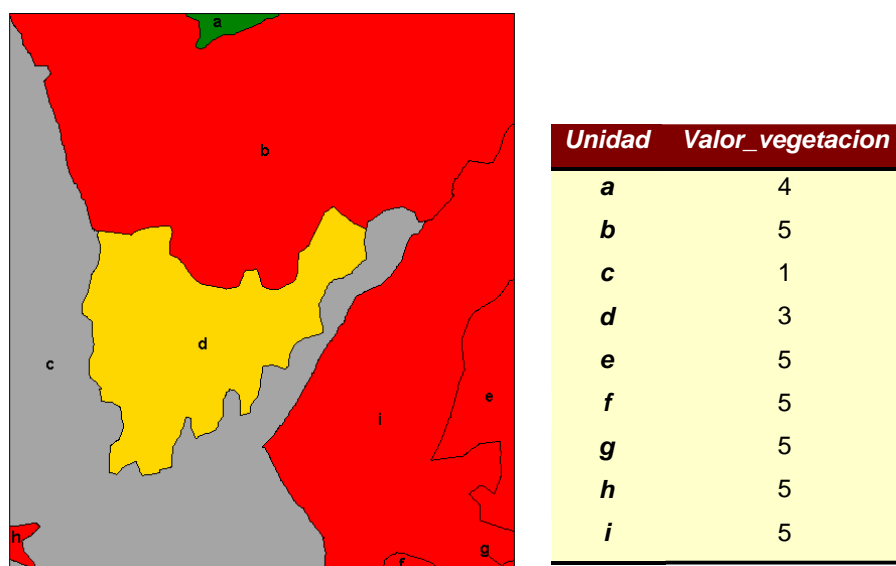 a
b
d
c
e
i
h
g
f
Unidad Valor_vegetacion
a 4
b 5
c 1
d 3
e 5
f 5
g 5
h 5
i 5